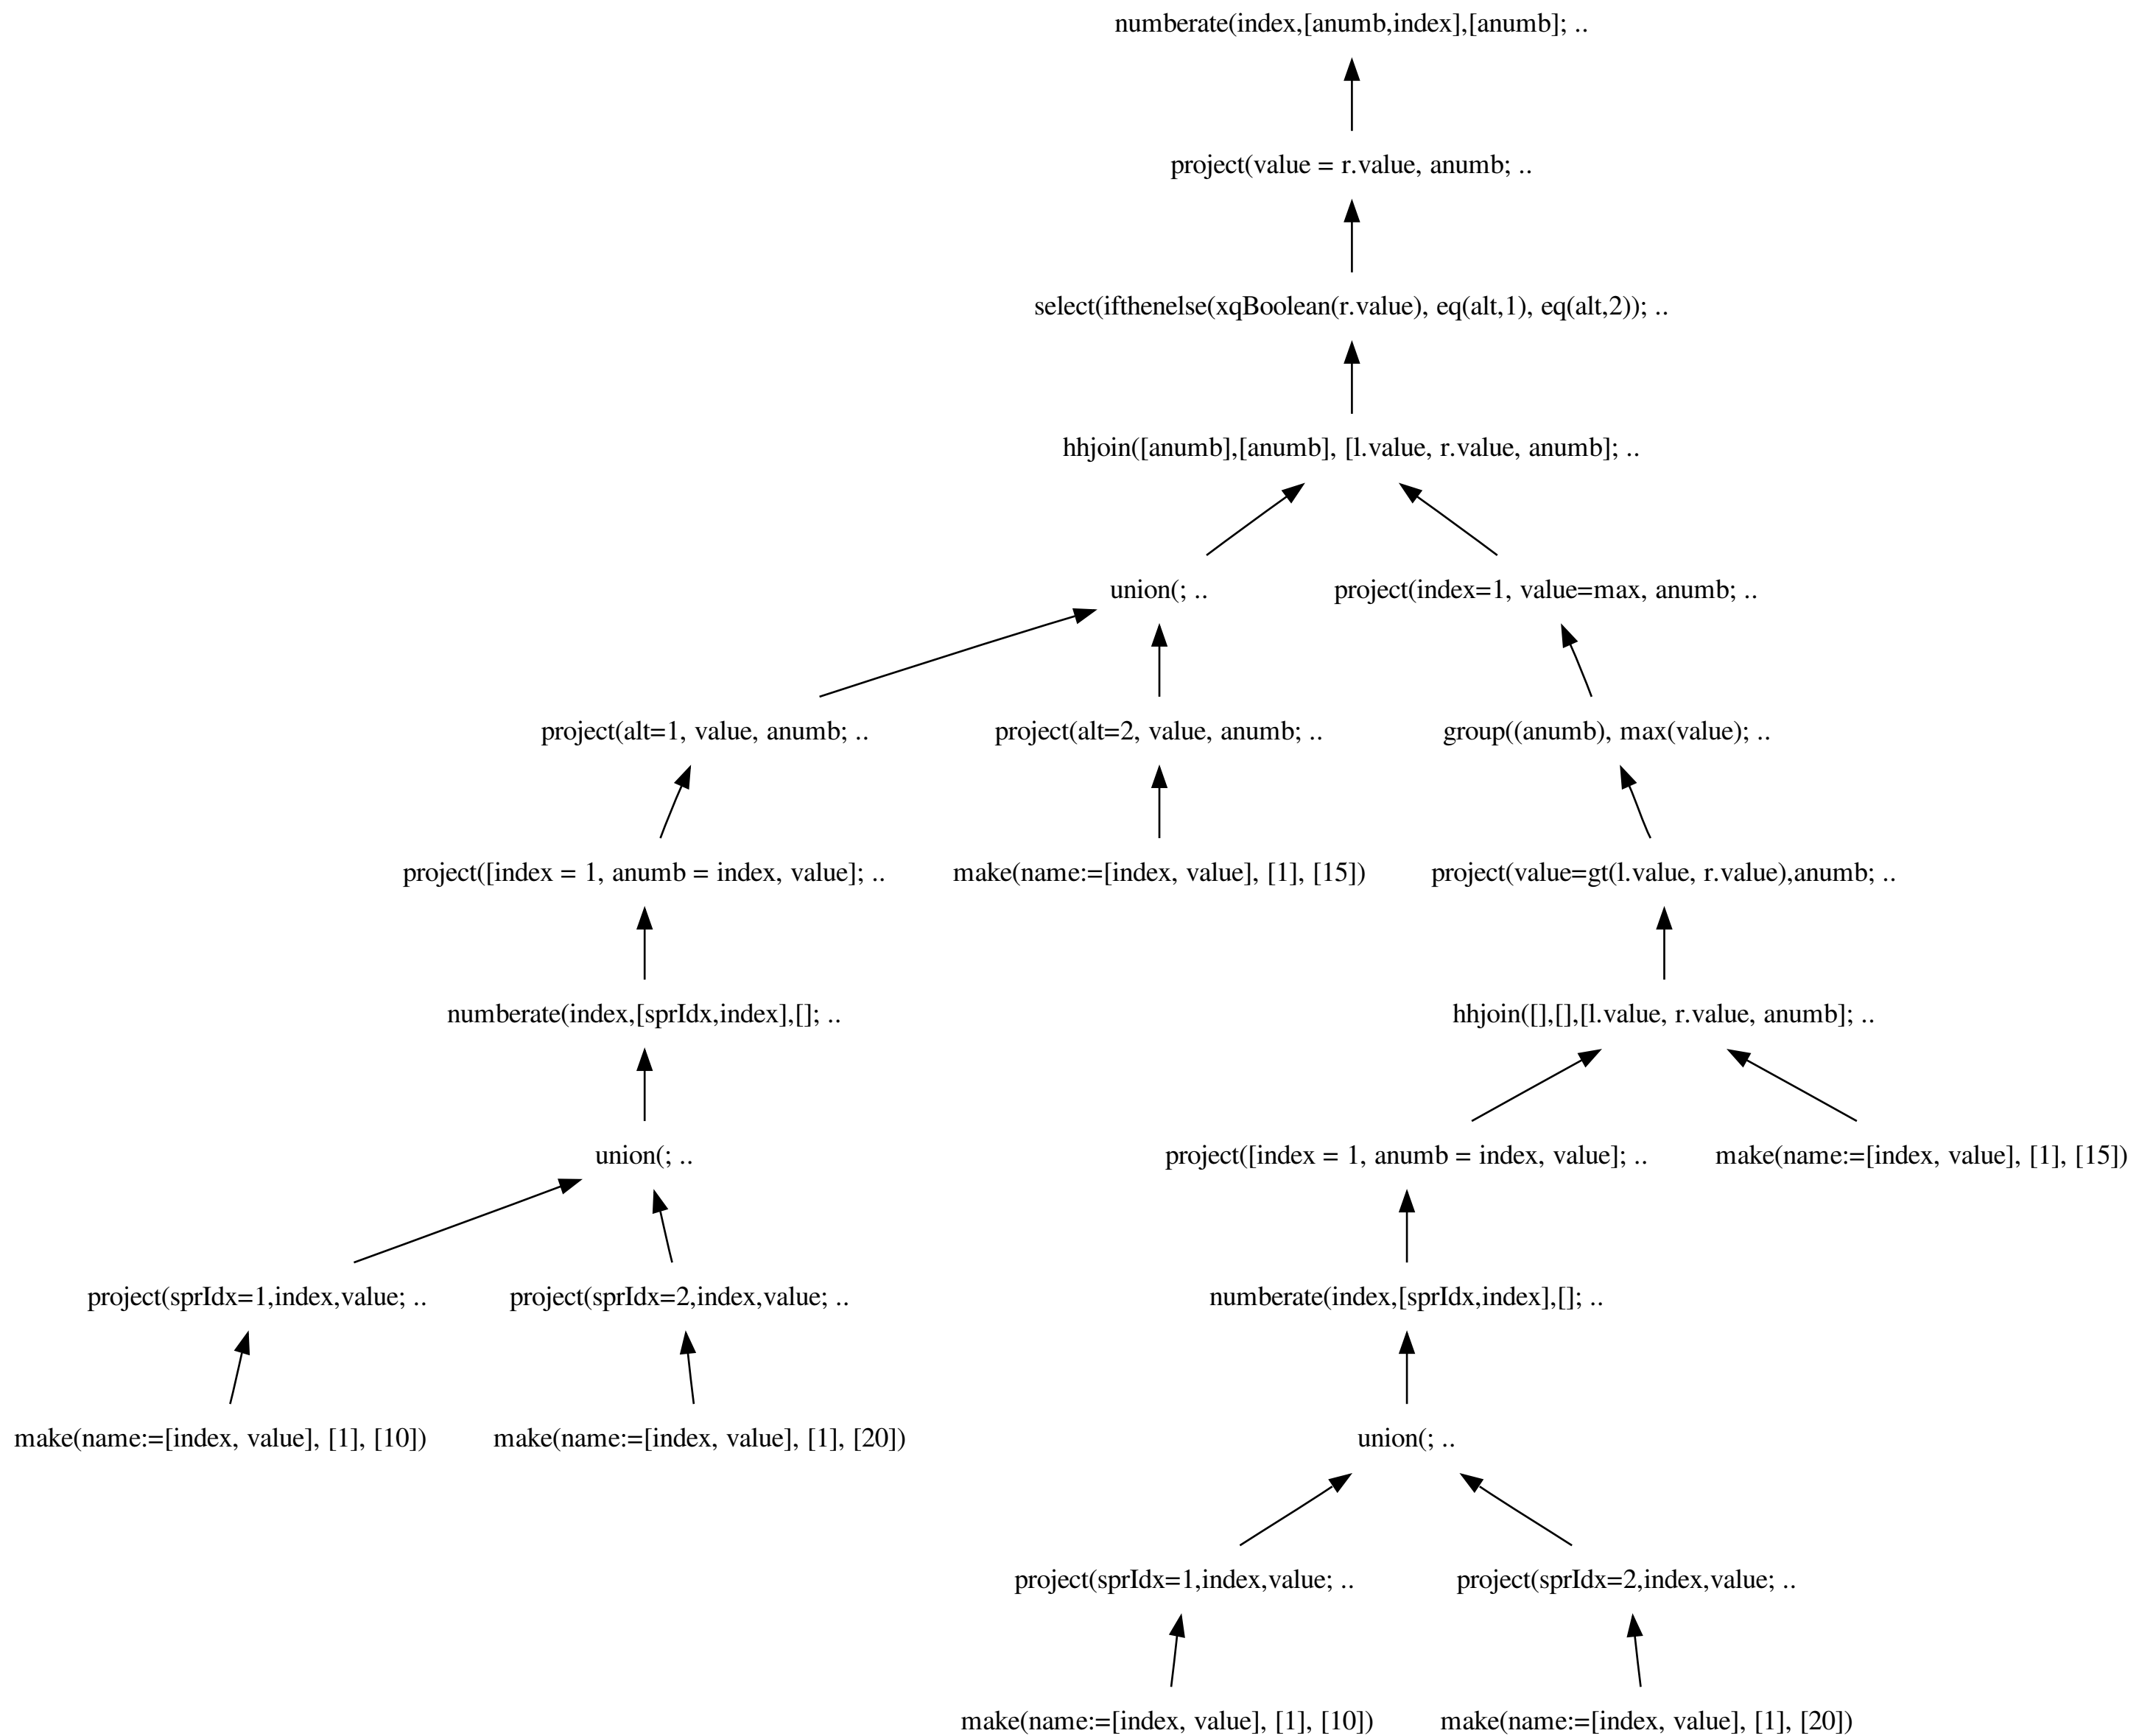 numberate(index,[anumb,index],[anumb]; ..
project(value = r.value, anumb; ..
select(ifthenelse(xqBoolean(r.value), eq(alt,1), eq(alt,2)); ..
hhjoin([anumb],[anumb], [l.value, r.value, anumb]; ..
union(; ..
project(index=1, value=max, anumb; ..
project(alt=1, value, anumb; ..
project(alt=2, value, anumb; ..
group((anumb), max(value); ..
project([index = 1, anumb = index, value]; ..
make(name:=[index, value], [1], [15])
project(value=gt(l.value, r.value),anumb; ..
numberate(index,[sprIdx,index],[]; ..
hhjoin([],[],[l.value, r.value, anumb]; ..
union(; ..
project([index = 1, anumb = index, value]; ..
make(name:=[index, value], [1], [15])
project(sprIdx=1,index,value; ..
project(sprIdx=2,index,value; ..
numberate(index,[sprIdx,index],[]; ..
make(name:=[index, value], [1], [10])
make(name:=[index, value], [1], [20])
union(; ..
project(sprIdx=1,index,value; ..
project(sprIdx=2,index,value; ..
make(name:=[index, value], [1], [10])
make(name:=[index, value], [1], [20])